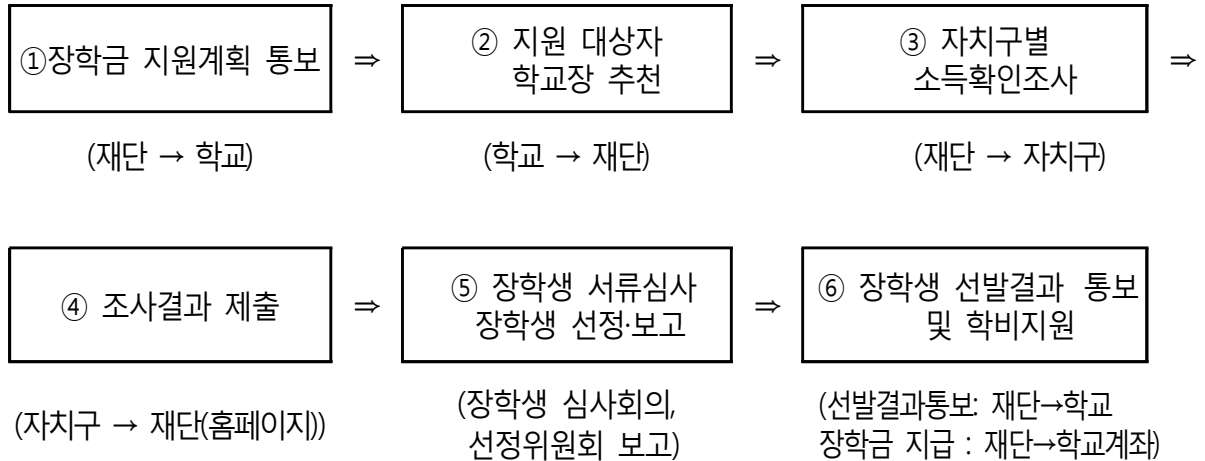 ①장학금 지원계획 통보 ⇒
② 지원 대상자
학교장 추천 ⇒
③ 자치구별
소득확인조사 ⇒
(재단 → 학교)
(학교 → 재단)
(재단 → 자치구)
④ 조사결과 제출 ⇒
⑤ 장학생 서류심사
장학생 선정·보고 ⇒
⑥ 장학생 선발결과 통보
및 학비지원
(자치구 → 재단(홈페이지))
(장학생 심사회의,
선정위원회 보고)
(선발결과통보: 재단→학교
장학금 지급 : 재단→학교계좌)